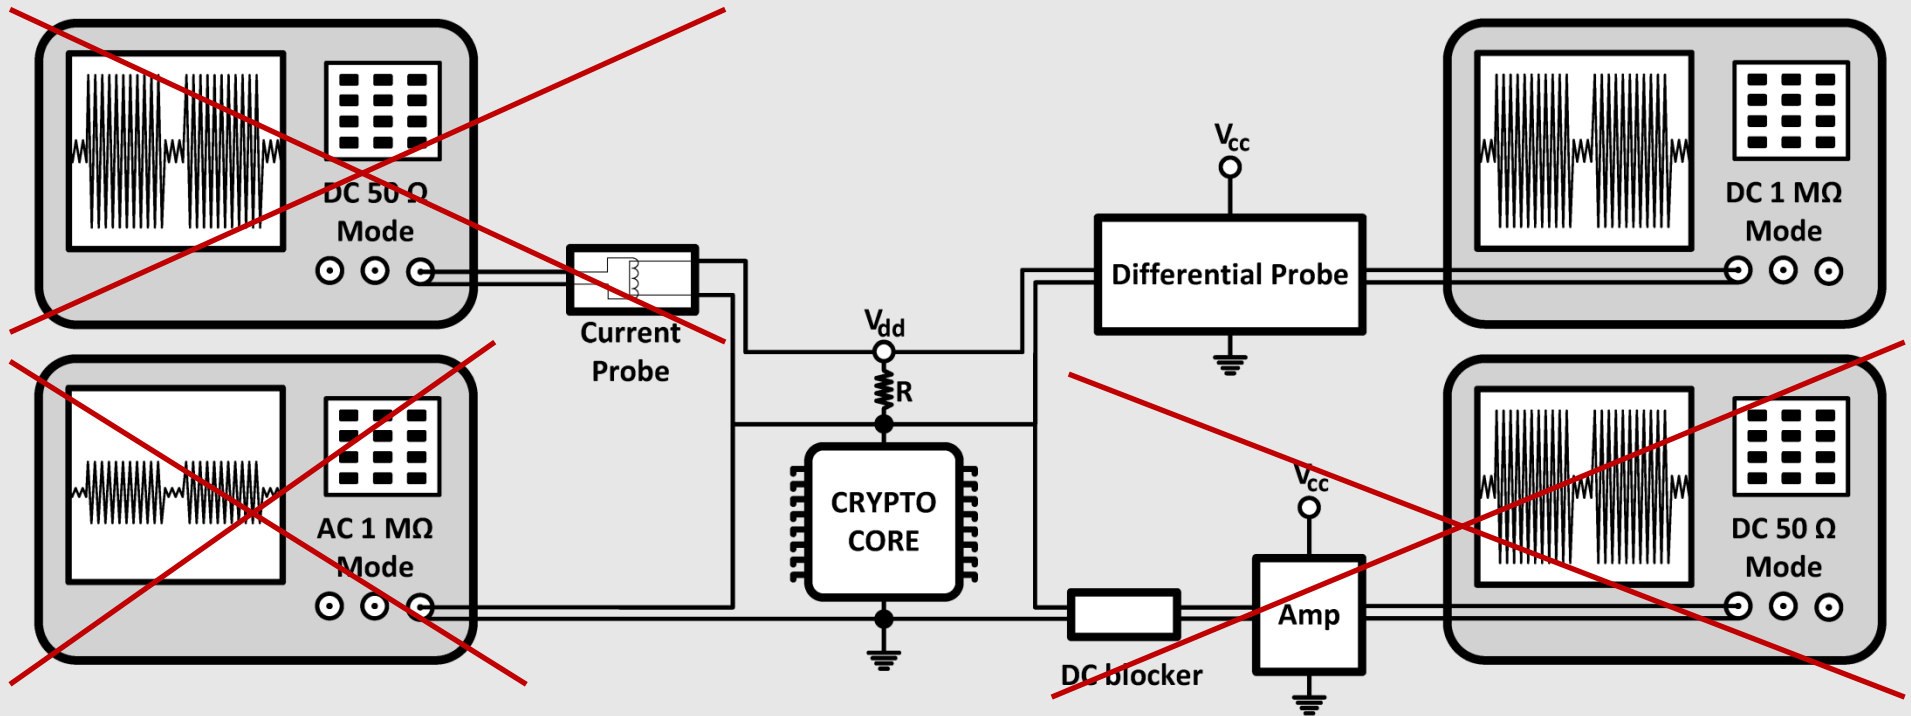 DC 50 Ω
Mode
Current
Probe
Vdd
R
Vcc
Differential Probe
DC 1 MΩ
Mode
AC 1 MΩ
Mode
CRYPTO
CORE
DC blocker
Vcc
Amp
DC 50 Ω
Mode